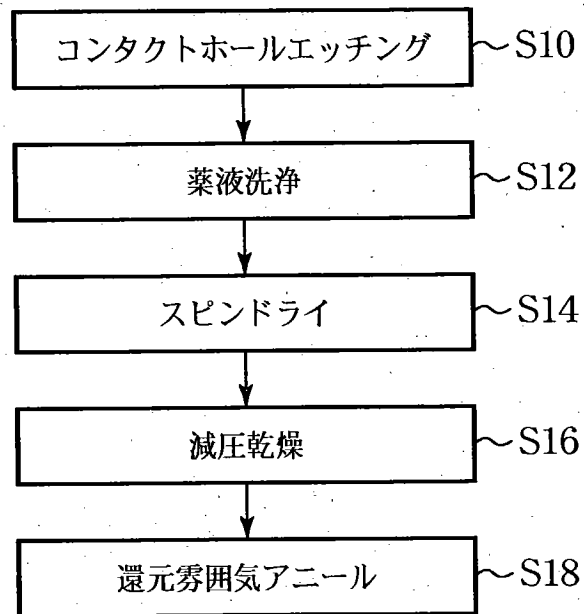 コンタクトホールエッチング ～S10
薬液洗浄 ～S12
スピンドライ ～S14
減圧乾燥 ～S16
還元雰囲気アニール ～S18